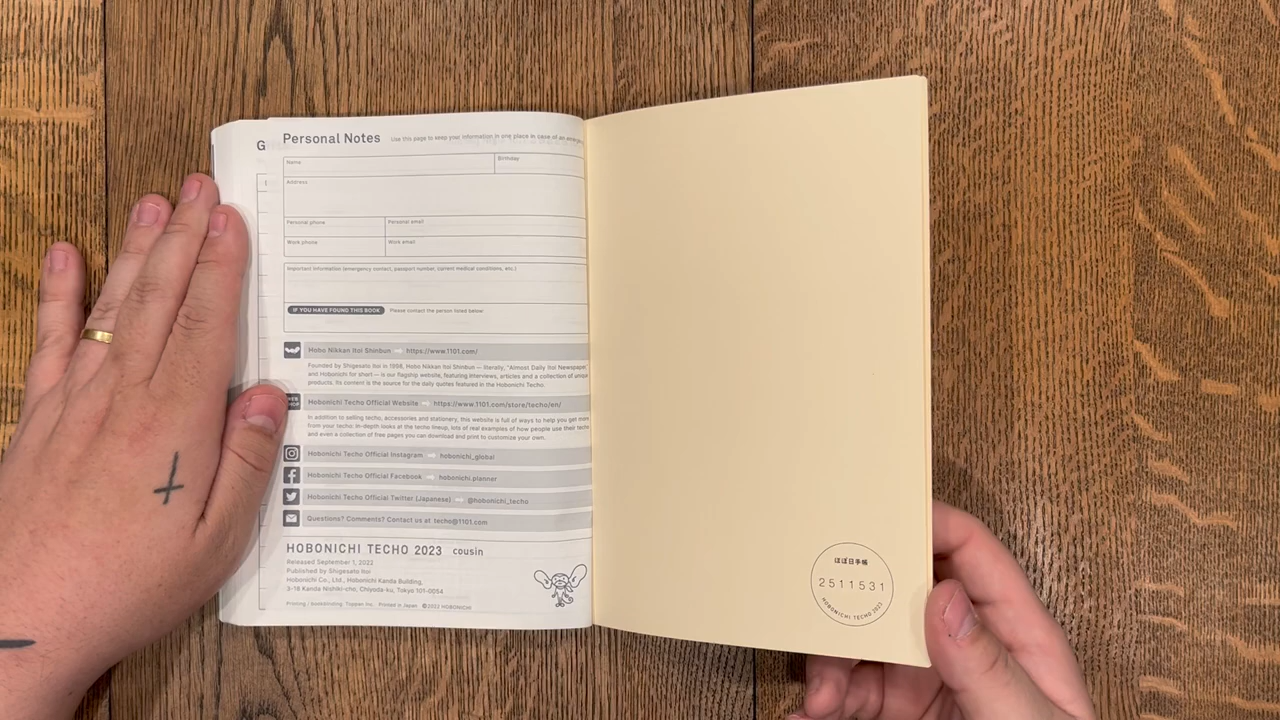 G
Personal Notes Use this page to keep your information in one place in case of an
Name
Birthday
Address
Personal phone
Personal email
Work phone
Work email
Important information (emergency contact, passport number, current medical conditions, etc.)
IF YOU HAVE FOUND THIS BOOK Please contact the person listed below:
Hobo Nikkan Itoi Shinbun https://www.1101.com/
Founded by Shigesato Itoi in 1998, Hobo Nikkan Itoi Shinbun — literally, "Almost Daily Itoi Newspaper,"
and Hobonichi for short — is our flagship website, featuring interviews, articles and a collection of unique
products. Its content is the source for the daily quotes featured in the Hobonichi Techo.
SHOP Hobonichi Techo Official Website https://www.1101.com/store/techo/en/
In addition to selling techo, accessories and stationery, this website is full of ways to help you get more
from your techo: in-depth looks at the techo lineup, lots of real examples of how people use their techo
and even a collection of free pages you can download and print to customize your own.
Hobonichi Techo Official Instagram hobonichi_global
Hobonichi Techo Official Facebook hobonichi.planner
Hobonichi Techo Official Twitter (Japanese) @hobonichi_techo
Questions? Comments? Contact us at techo@1101.com
HOBONICHI TECHO 2023 cousin
Released September 1, 2022
Published by Shigesato Itoi
Hobonichi Co., Ltd., Hobonichi Kanda Building,
3-18 Kanda Nishiki-cho, Chiyoda-ku, Tokyo 101-0054
Printing / bookbinding: Toppan Inc. Printed in Japan ©2022 HOBONICHI
ほぼ日手帳
2511531
HOBONICHI TECHO 2023